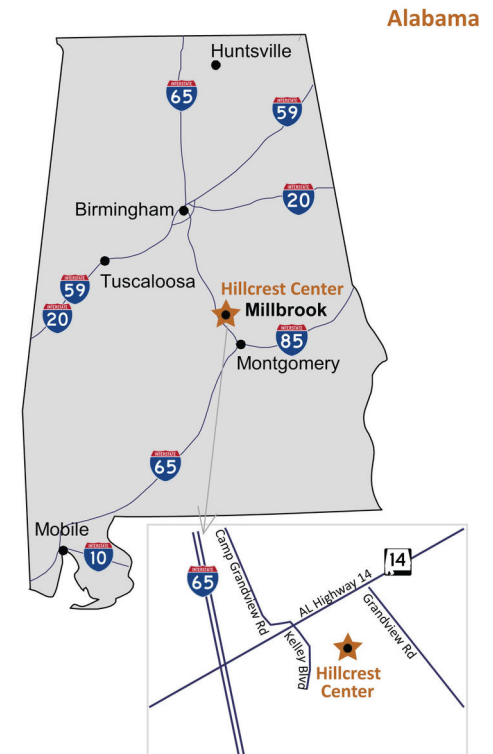 Alabama
Huntsville
INTERSTATE
65
INTERSTATE
59
Birmingham
INTERSTATE
20
Tuscaloosa
INTERSTATE
59
INTERSTATE
20
Hillcrest Center
Millbrook
INTERSTATE
85
Montgomery
INTERSTATE
65
Mobile
INTERSTATE
10
INTERSTATE
65
Camp Grandview Rd
AL Highway 14
14
Grandview Rd
Kelley Blvd
Hillcrest
Center